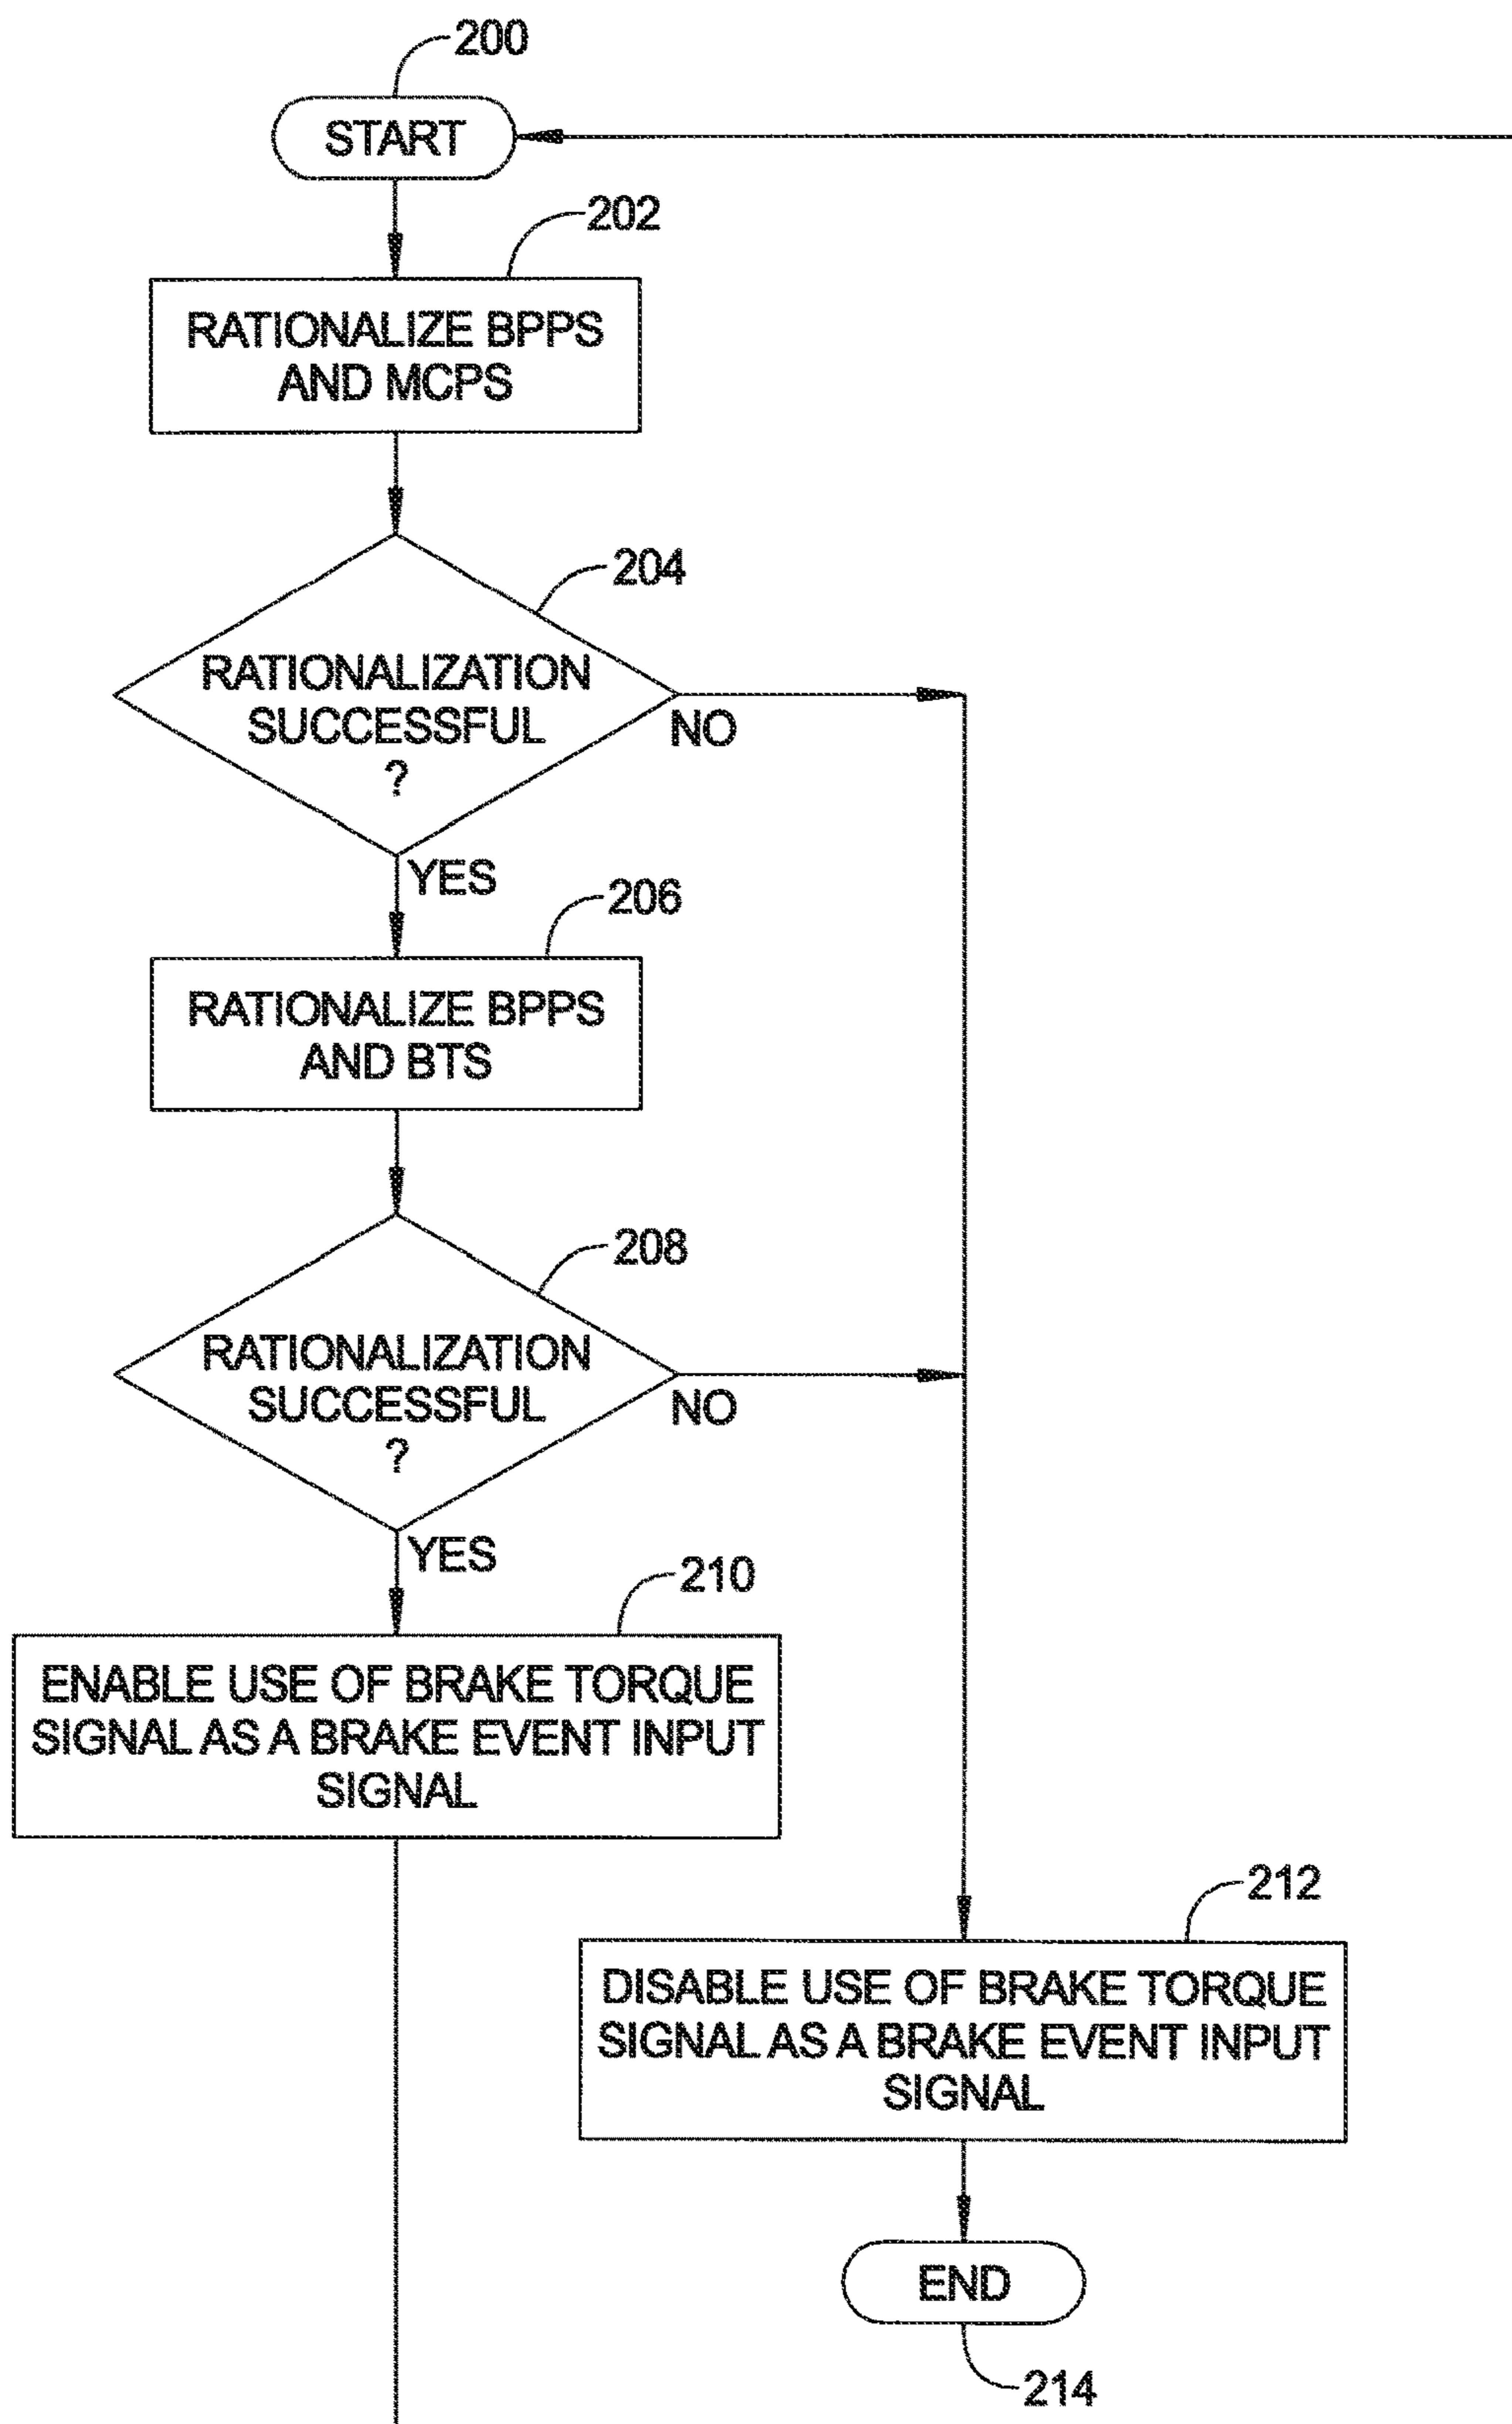 200
START
202
RATIONALIZE BPPS
AND MCPS
204
RATIONALIZATION
SUCCESSFUL
?
NO
YES
206
RATIONALIZE BPPS
AND BTS
208
RATIONALIZATION
SUCCESSFUL
?
NO
YES
210
ENABLE USE OF BRAKE TORQUE
SIGNAL AS A BRAKE EVENT INPUT
SIGNAL
212
DISABLE USE OF BRAKE TORQUE
SIGNAL AS A BRAKE EVENT INPUT
SIGNAL
END
214